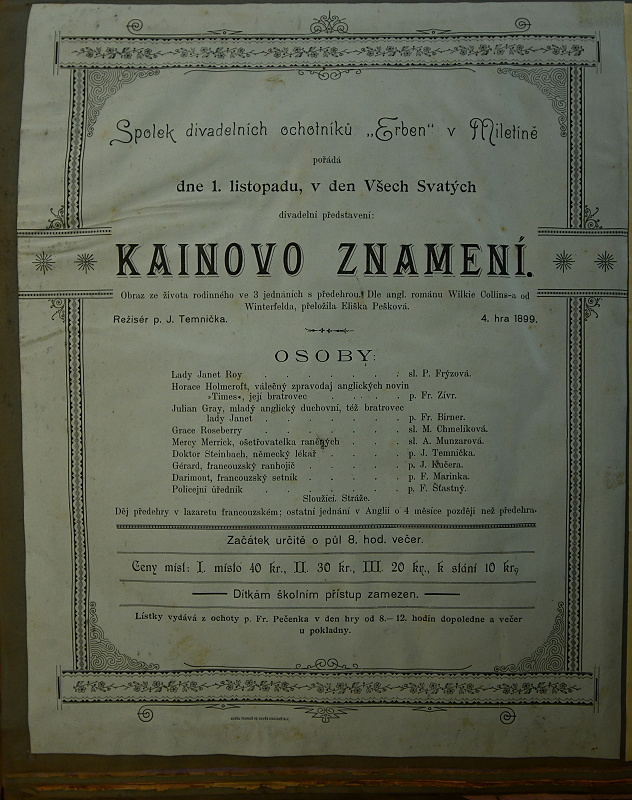 Spolek divadelních ochotníků „Erben“ v Miletíně
pořádá
dne 1. listopadu, v den Všech Svatých
divadelní představení:
KAINOVO ZNAMENÍ.
Obraz ze života rodinného ve 3 jednáních s předehrou. Dle angl. románu Wilkie Collins-a od
Winterfelda, přeložila Eliška Pešková.
Režisér p. J. Temnička. 4. hra 1899.
OSOBY:
Lady Janet Roy . . . . . . . sl. P. Frýzová.
Horace Holmcroft, válečný zpravodaj anglických novin
»Times«, její bratrovec . . . . p. Fr. Zívr.
Julian Gray, mladý anglický duchovní, též bratrovec
lady Janet . . . . . . . p. Fr. Birner.
Grace Roseberry . . . . . . . sl. M. Chmelíková.
Mercy Merrick, ošetřovatelka raněných . . . sl. A. Munzarová.
Doktor Steinbach, německý lékař . . . . p. J. Temnička.
Gérard, francouzský ranhojič . . . . . p. J. Kučera.
Darimont, francouzský setník . . . . . p. F. Marinka.
Policejní úředník . . . . . . . p. F. Šťastný.
Sloužící. Stráže.
Děj předehry v lazaretu francouzském; ostatní jednání v Anglii o 4 měsíce později než předehra.
Začátek určitě o půl 8. hod. večer.
Ceny míst: I. místo 40 kr., II. 30 kr., III. 20 kr., k stání 10 kr.
Dítkám školním přístup zamezen.
Lístky vydává z ochoty p. Fr. Pečenka v den hry od 8.—12. hodin dopoledne a večer
u pokladny.